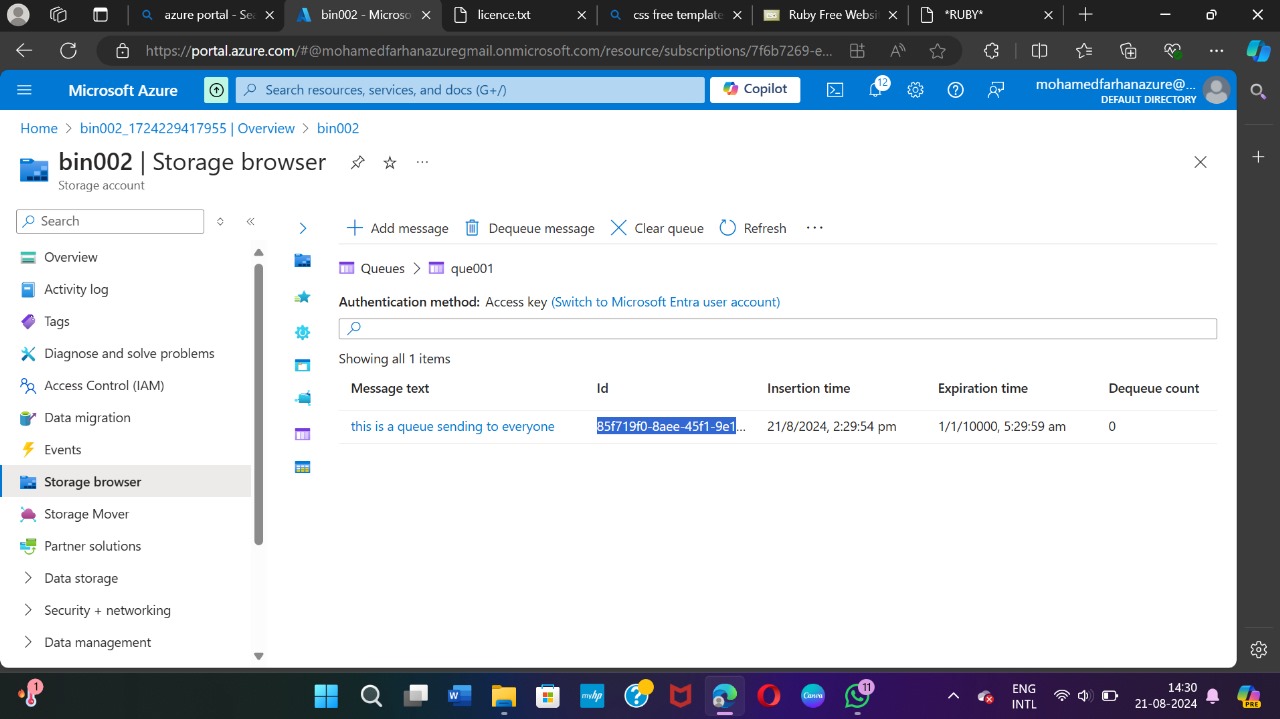 azure portal - Sea
bin002 - Microso
licence.txt
css free template
Ruby Free Websit
*RUBY*
https://portal.azure.com/#@mohamedfarhanazuregmail.onmicrosoft.com/resource/subscriptions/7f6b7269-e...
Microsoft Azure
Search resources, services, and docs (G+/)
Copilot
12
mohamedfarhanazure@...
DEFAULT DIRECTORY
Home > bin002_1724229417955 | Overview > bin002
bin002 | Storage browser
Storage account
Search
Add message
Dequeue message
Clear queue
Refresh
Overview
Activity log
Tags
Diagnose and solve problems
Access Control (IAM)
Data migration
Events
Storage browser
Storage Mover
Partner solutions
Data storage
Security + networking
Data management
Queues > que001
Authentication method: Access key (Switch to Microsoft Entra user account)
Showing all 1 items
Message text Id Insertion time Expiration time Dequeue count
this is a queue sending to everyone 85f719f0-8aee-45f1-9e1... 21/8/2024, 2:29:54 pm 1/1/10000, 5:29:59 am 0
1
W
myhp
?
Canva
11
ENG
INTL
14:30
21-08-2024
PRE